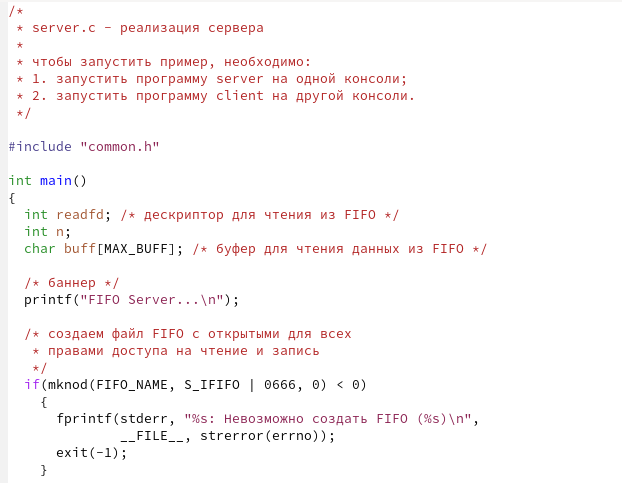 /*
 * server.c - реализация сервера
 *
 * чтобы запустить пример, необходимо:
 * 1. запустить программу server на одной консоли;
 * 2. запустить программу client на другой консоли.
 */

#include "common.h"

int main()
{
  int readfd; /* дескриптор для чтения из FIFO */
  int n;
  char buff[MAX_BUFF]; /* буфер для чтения данных из FIFO */

  /* баннер */
  printf("FIFO Server...\n");

  /* создаем файл FIFO с открытыми для всех
   * правами доступа на чтение и запись
   */
  if(mknod(FIFO_NAME, S_IFIFO | 0666, 0) < 0)
    {
      fprintf(stderr, "%s: Невозможно создать FIFO (%s)\n",
              __FILE__, strerror(errno));
      exit(-1);
    }